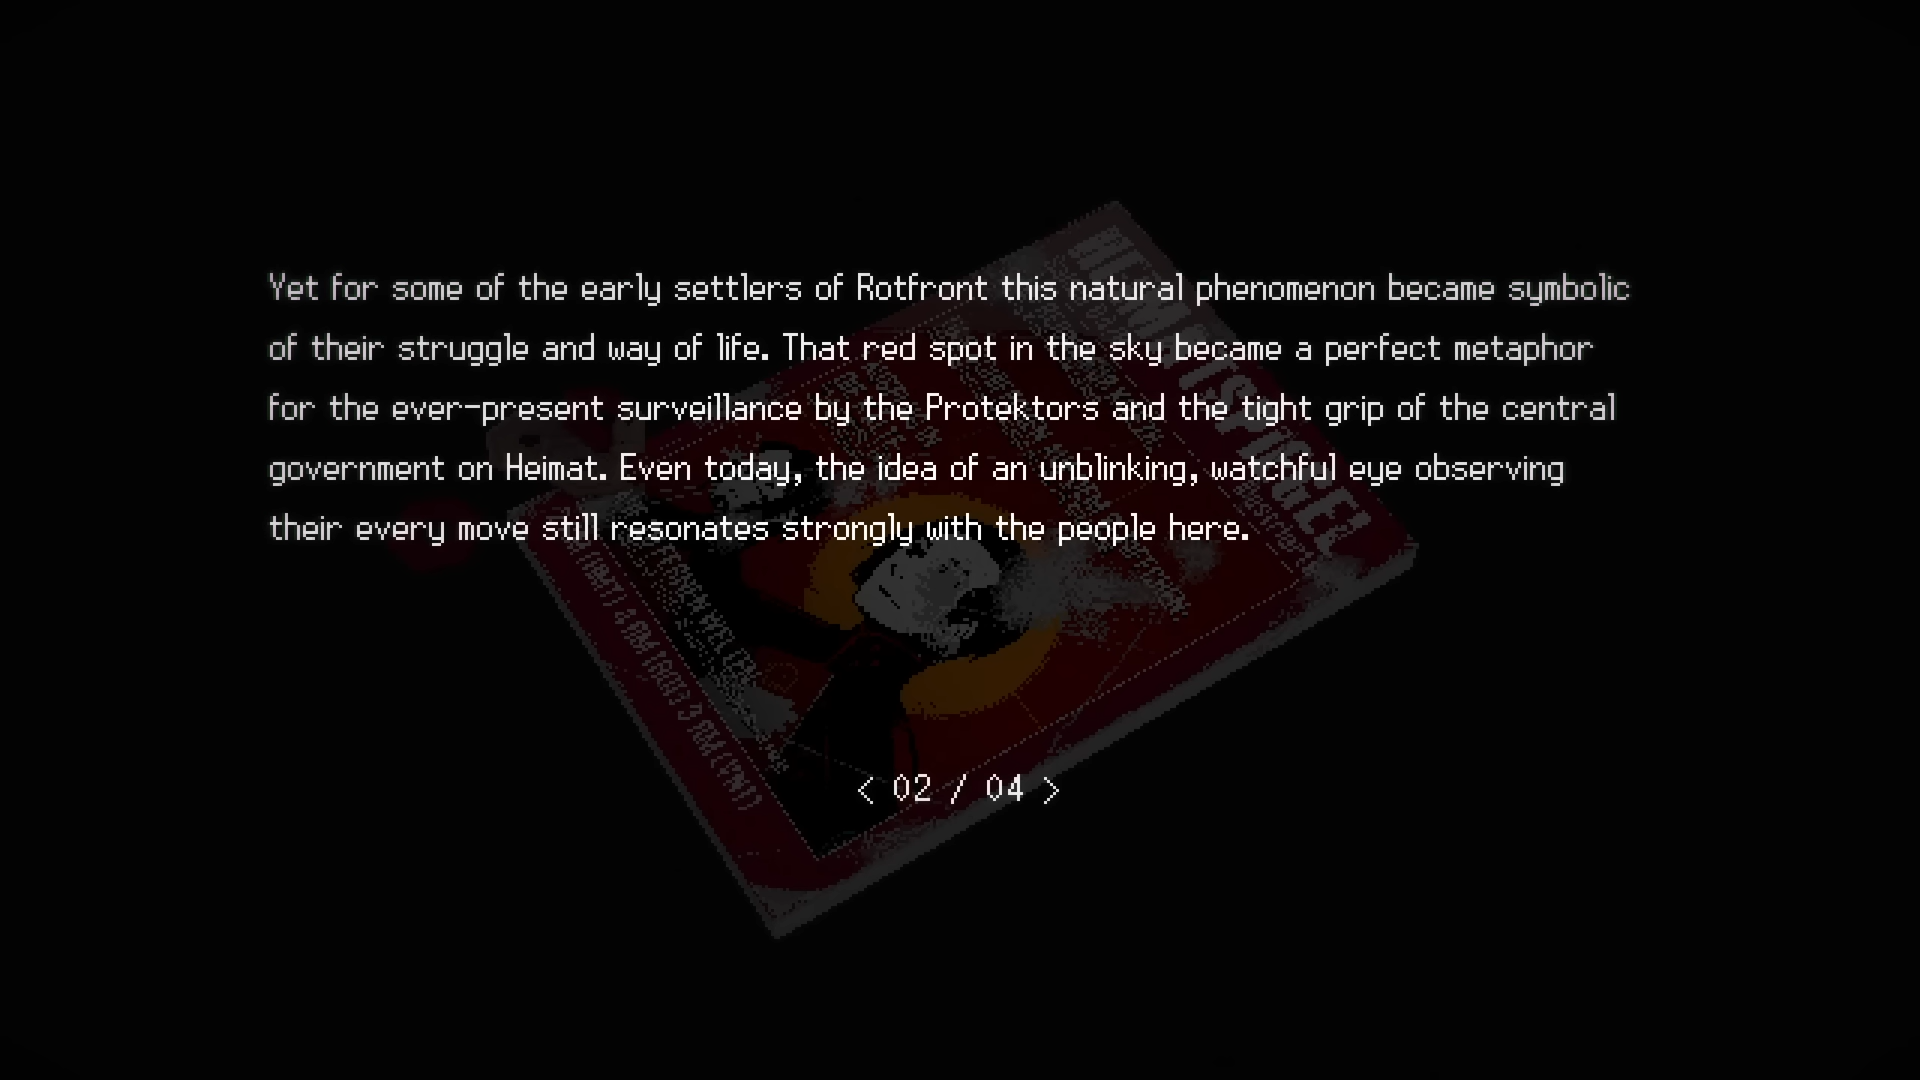 Yet for some of the early settlers of Rotfront this natural phenomenon became symbolic
of their struggle and way of life. That red spot in the sky became a perfect metaphor
for the ever-present surveillance by the Protektors and the tight grip of the central
government on Heimat. Even today, the idea of an unblinking, watchful eye observing
their every move still resonates strongly with the people here.
< 02 / 04 >